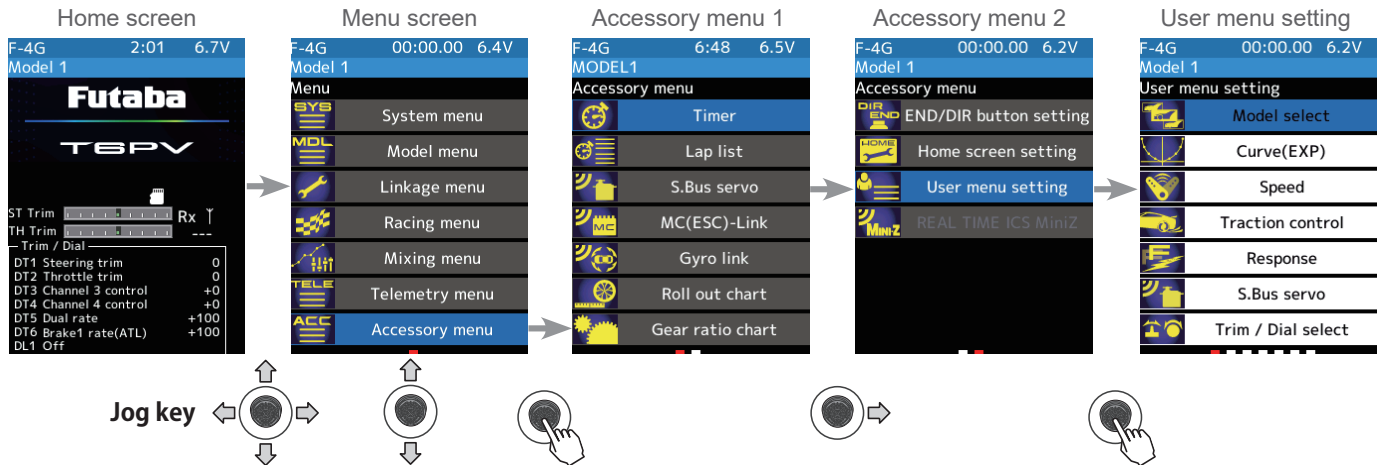 Home screen
F-4G 2:01 6.7V
Model 1
Futaba
T6PV
ST Trim Rx
TH Trim ---
Trim / Dial
DT1 Steering trim 0
DT2 Throttle trim 0
DT3 Channel 3 control +0
DT4 Channel 4 control +0
DT5 Dual rate +100
DT6 Brake1 rate(ATL) +100
DL1 Off
Menu screen
F-4G 00:00.00 6.4V
Model 1
Menu
SYS System menu
MDL Model menu
Linkage menu
Racing menu
Mixing menu
TELE Telemetry menu
ACC Accessory menu
Accessory menu 1
F-4G 6:48 6.5V
MODEL1
Accessory menu
Timer
Lap list
S.Bus servo
MC MC(ESC)-Link
Gyro link
Roll out chart
Gear ratio chart
Accessory menu 2
F-4G 00:00.00 6.2V
Model 1
Accessory menu
DIR END END/DIR button setting
HOME Home screen setting
User menu setting
MINI-Z REAL TIME ICS MiniZ
User menu setting
F-4G 00:00.00 6.2V
Model 1
User menu setting
Model select
Curve(EXP)
Speed
Traction control
Response
S.Bus servo
Trim / Dial select
Jog key